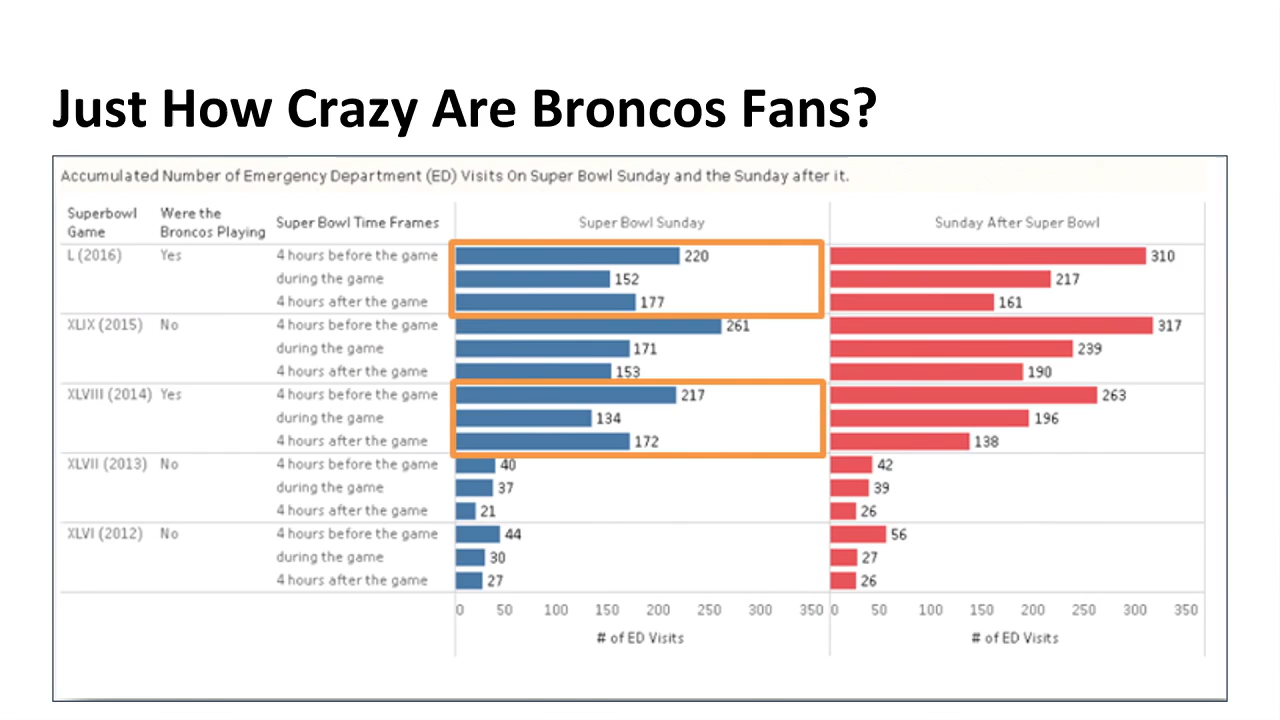 Just How Crazy Are Broncos Fans?
Accumulated Number of Emergency Department (ED) Visits On Super Bowl Sunday and the Sunday after it.
Superbowl Game Were the Broncos Playing Super Bowl Time Frames Super Bowl Sunday Sunday After Super Bowl
L (2016) Yes 4 hours before the game 220 310
during the game 152 217
4 hours after the game 177 161
XLIX (2015) No 4 hours before the game 261 317
during the game 171 239
4 hours after the game 153 190
XLVIII (2014) Yes 4 hours before the game 217 263
during the game 134 196
4 hours after the game 172 138
XLVII (2013) No 4 hours before the game 40 42
during the game 37 39
4 hours after the game 21 26
XLVI (2012) No 4 hours before the game 44 56
during the game 30 27
4 hours after the game 27 26
0 50 100 150 200 250 300 350 0 50 100 150 200 250 300 350
# of ED Visits # of ED Visits